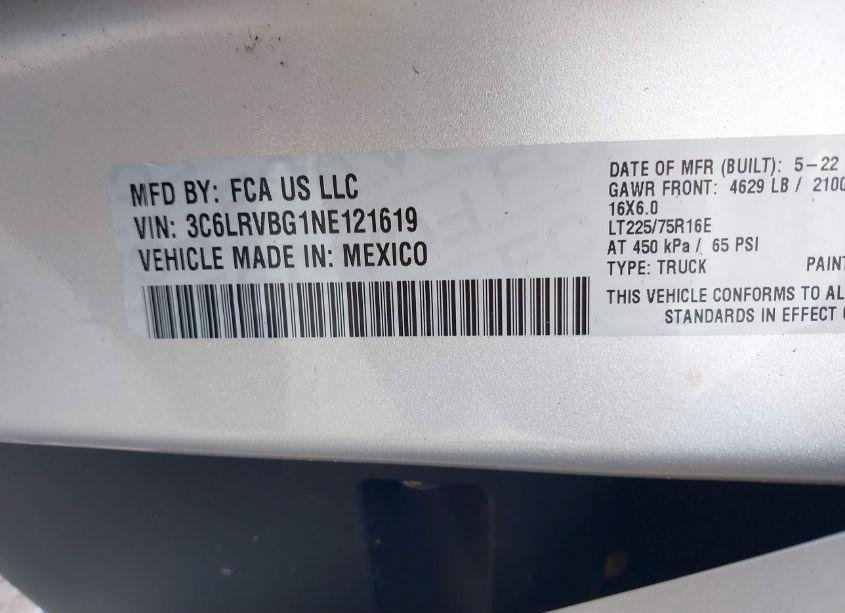 MFD BY: FCA US LLC
VIN: 3C6LRVBG1NE121619
VEHICLE MADE IN: MEXICO
DATE OF MFR (BUILT): 5-22
GAWR FRONT: 4629 LB / 2100
16X6.0
LT225/75R16E
AT 450 kPa / 65 PSI
TYPE: TRUCK PAINT
THIS VEHICLE CONFORMS TO AL
STANDARDS IN EFFECT